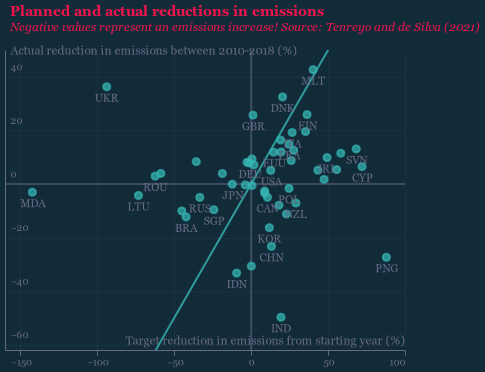 Planned and actual reductions in emissions
Negative values represent an emissions increase! Source: Tenreyo and de Silva (2021)
Actual reduction in emissions between 2010-2018 (%)
40
MLT
UKR
DNK
GBR
FIN
20
SVN
DEU
CYP
USA
0
ROU
JPN
MDA
LTU
RUS
CAN
POL
SGP
NZL
BRA
−20
KOR
CHN
PNG
IDN
−40
IND
Target reduction in emissions from starting year (%)
−60
−150
−100
−50
0
50
100